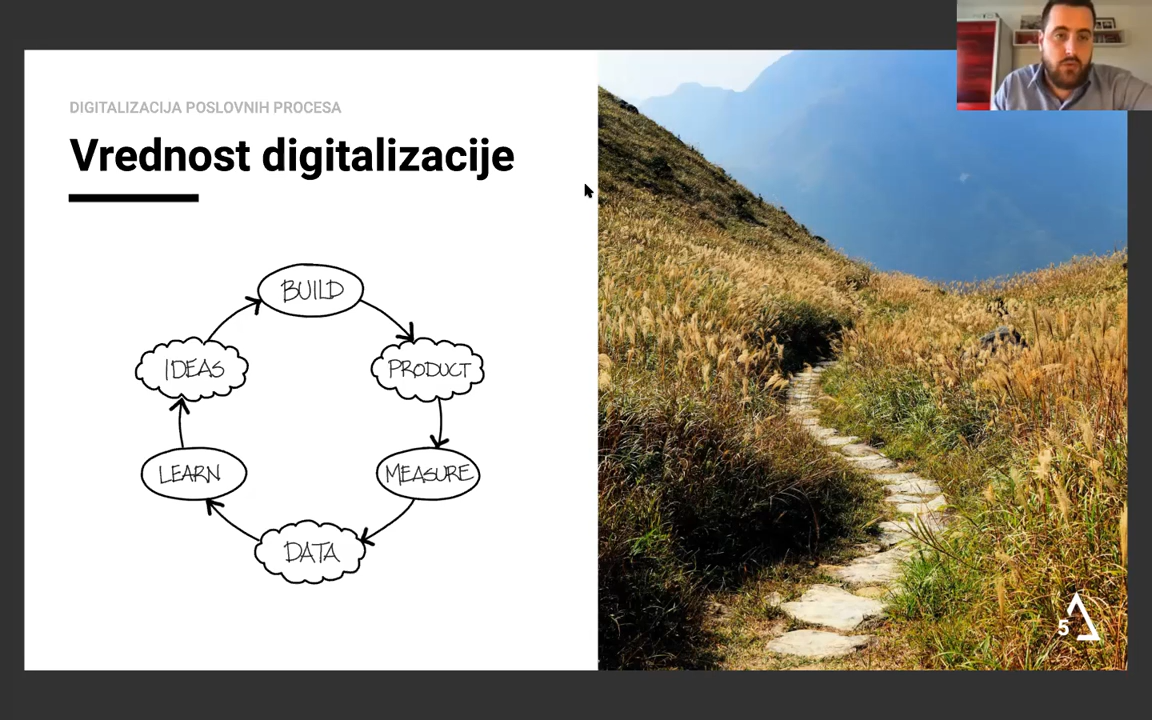 DIGITALIZACIJA POSLOVNIH PROCESA
Vrednost digitalizacije
BUILD
IDEAS
PRODUCT
LEARN
MEASURE
DATA
5